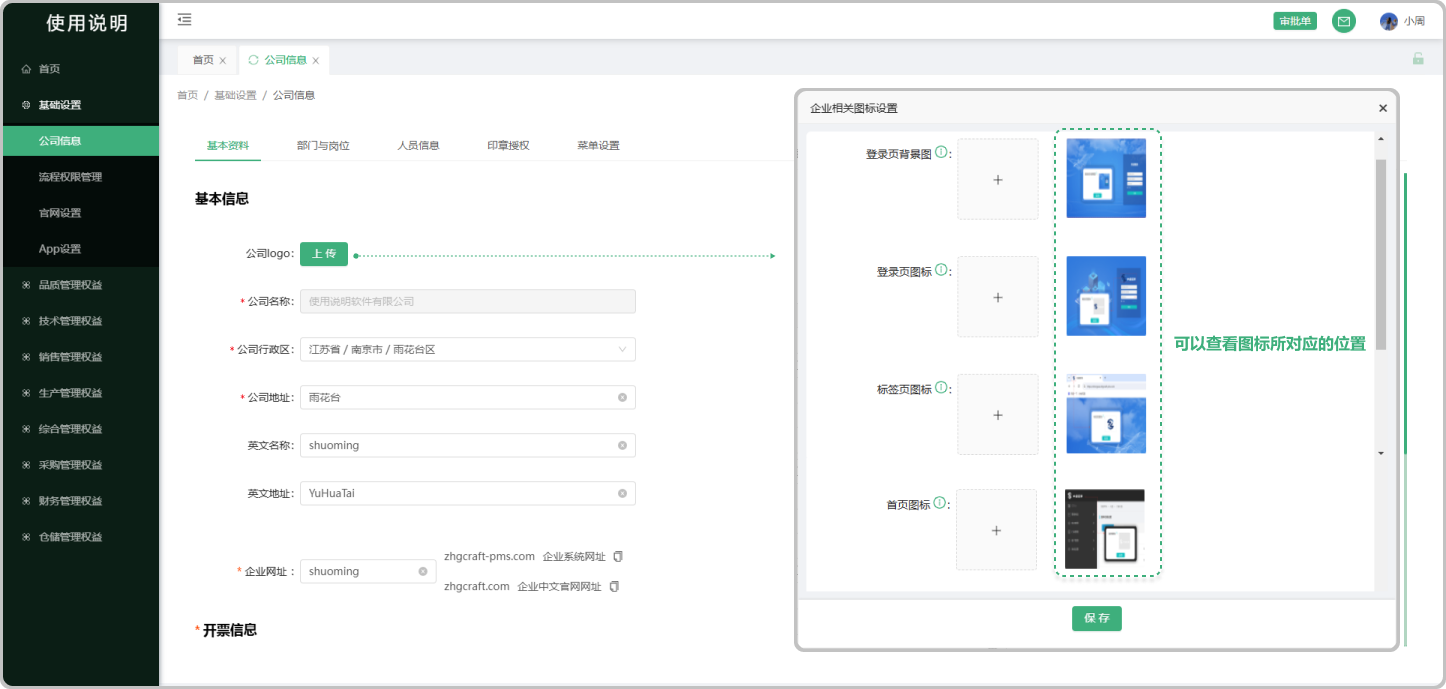 使用说明
审批单
小周
首页
公司信息
首页 / 基础设置 / 公司信息
首页
基础设置
公司信息
流程权限管理
官网设置
App设置
品质管理权益
技术管理权益
销售管理权益
生产管理权益
综合管理权益
采购管理权益
财务管理权益
仓储管理权益
基本资料
部门与岗位
人员信息
印章授权
菜单设置
基本信息
公司logo:
上 传
* 公司名称:
使用说明软件有限公司
* 公司行政区:
江苏省 / 南京市 / 雨花台区
* 公司地址:
雨花台
英文名称:
shuoming
英文地址:
YuHuaTai
* 企业网址 :
shuoming
zhgcraft-pms.com 企业系统网址
zhgcraft.com 企业中文官网网址
* 开票信息
企业相关图标设置
登录页背景图 :
登录页图标 :
标签页图标 :
首页图标 :
可以查看图标所对应的位置
保 存